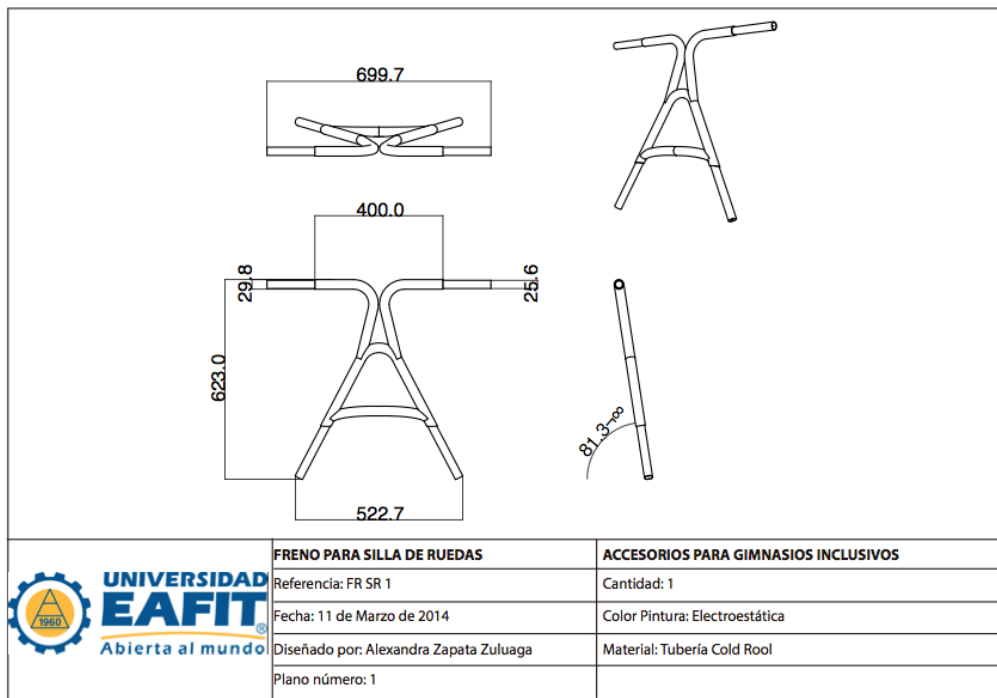 699.7
400.0
29.8
25.6
623.0
81.3¬∞
522.7
UNIVERSIDAD
EAFIT®
Abierta al mundo
1960
FRENO PARA SILLA DE RUEDAS
ACCESORIOS PARA GIMNASIOS INCLUSIVOS
Referencia: FR SR 1
Cantidad: 1
Fecha: 11 de Marzo de 2014
Color Pintura: Electroestática
Diseñado por: Alexandra Zapata Zuluaga
Material: Tubería Cold Rool
Plano número: 1